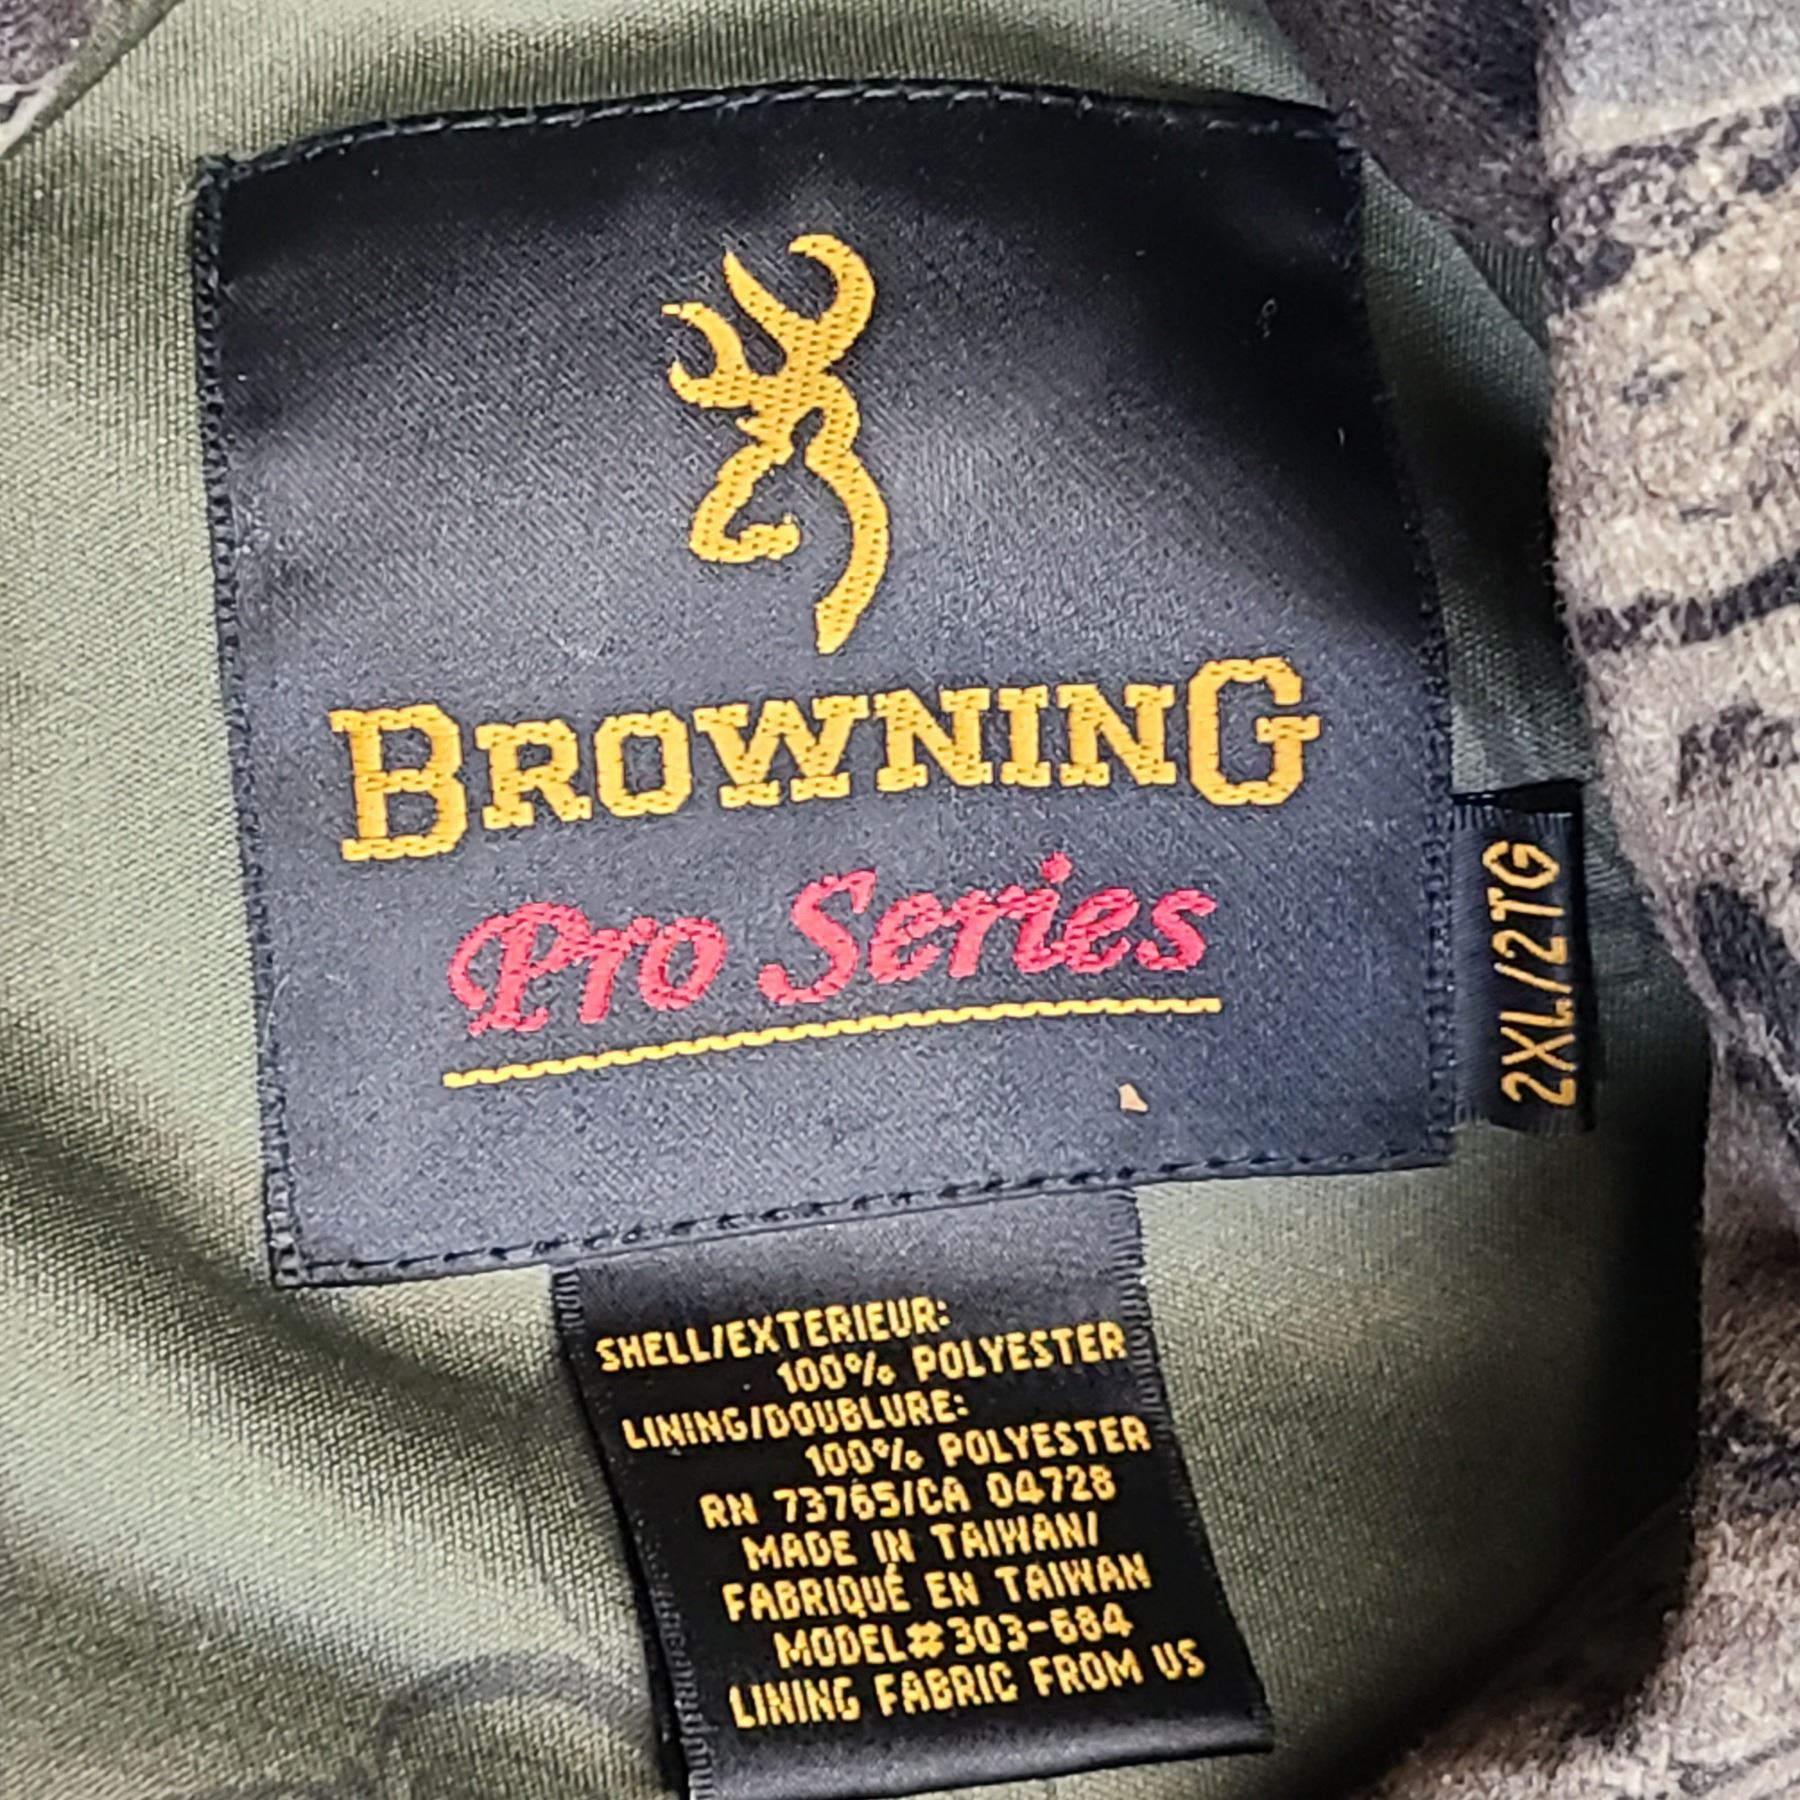 BROWNING
Pro Series
2XL/2TG
SHELL/EXTERIEUR:
100% POLYESTER
LINING/DOUBLURE:
100% POLYESTER
RN 73765/CA 04728
MADE IN TAIWAN/
FABRIQUÉ EN TAIWAN
MODEL#303-684
LINING FABRIC FROM US